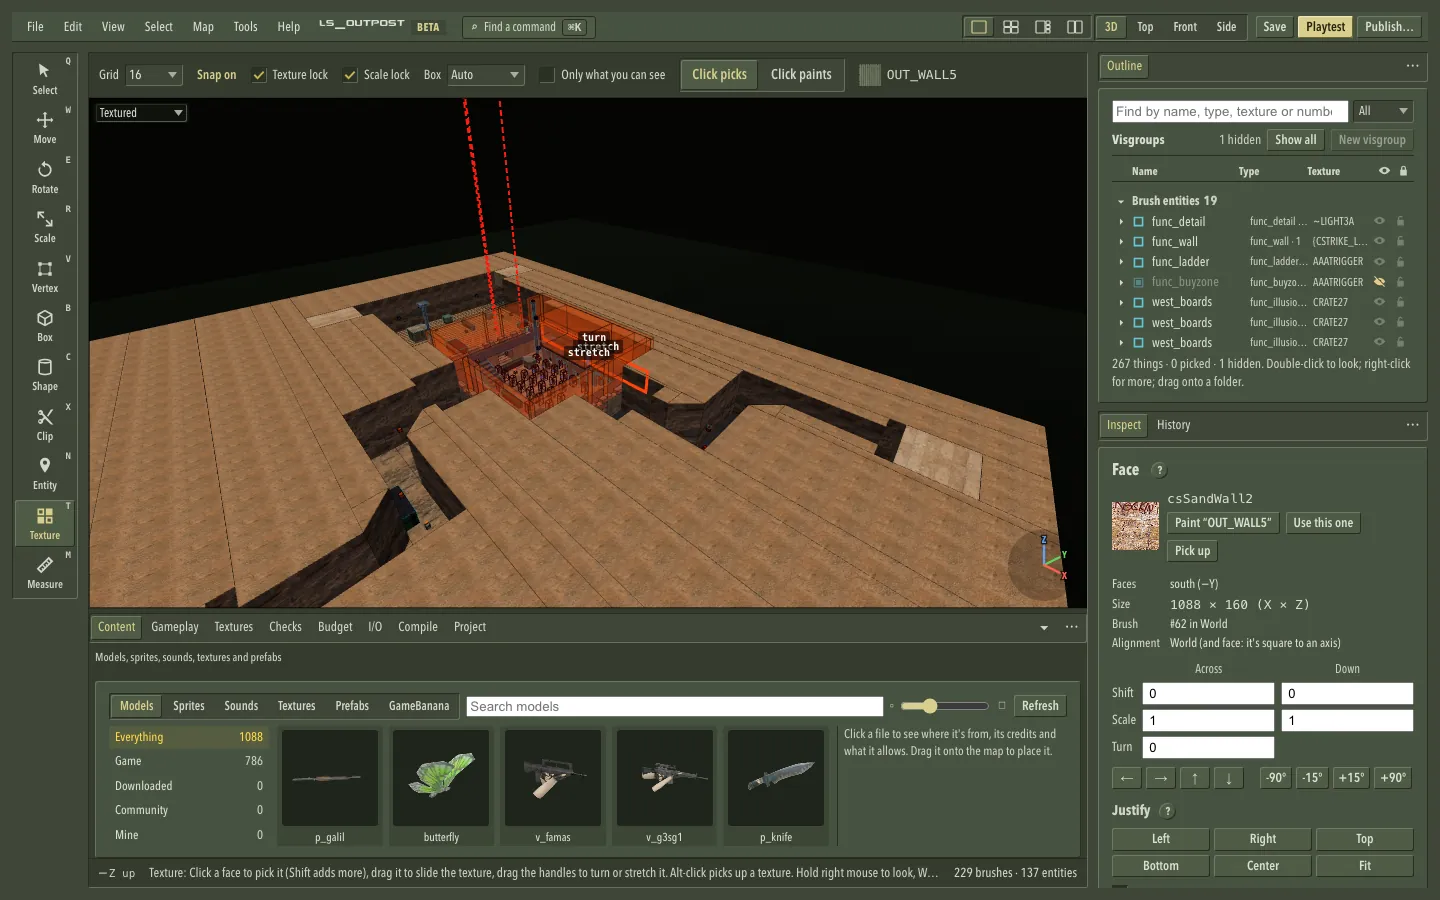 File Edit View Select Map Tools Help LS_OUTPOST BETA Find a command ⌘K 3D Top Front Side Save Playtest Publish...
Q
Select
W
Move
E
Rotate
R
Scale
V
Vertex
B
Box
C
Shape
X
Clip
N
Entity
T
Texture
M
Measure
Grid 16 Snap on Texture lock Scale lock Box Auto Only what you can see Click picks Click paints OUT_WALL5
Textured
turn
stretch
stretch
Z
Y
X
Content Gameplay Textures Checks Budget I/O Compile Project
Models, sprites, sounds, textures and prefabs
Models Sprites Sounds Textures Prefabs GameBanana Search models Refresh
Everything 1088
Game 786
Downloaded 0
Community 0
Mine 0
p_galil butterfly v_famas v_g3sg1 p_knife
Click a file to see where it's from, its credits and
what it allows. Drag it onto the map to place it.
—Z up Texture: Click a face to pick it (Shift adds more), drag it to slide the texture, drag the handles to turn or stretch it. Alt-click picks up a texture. Hold right mouse to look, W... 229 brushes · 137 entities
Outline ...
Find by name, type, texture or numbe All
Visgroups 1 hidden Show all New visgroup
Name Type Texture
Brush entities 19
func_detail func_detail ... ~LIGHT3A
func_wall func_wall · 1 {CSTRIKE_L...
func_ladder func_ladder... AAATRIGGER
func_buyzone func_buyzo... AAATRIGGER
west_boards func_illusio... CRATE27
west_boards func_illusio... CRATE27
west_boards func_illusio... CRATE27
267 things · 0 picked · 1 hidden. Double-click to look; right-click
for more; drag onto a folder.
Inspect History ...
Face ?
csSandWall2
Paint “OUT_WALL5” Use this one
Pick up
Faces south (—Y)
Size 1088 × 160 (X × Z)
Brush #62 in World
Alignment World (and face: it's square to an axis)
Across Down
Shift 0 0
Scale 1 1
Turn 0
← → ↑ ↓ -90° -15° +15° +90°
Justify ?
Left Right Top
Bottom Center Fit